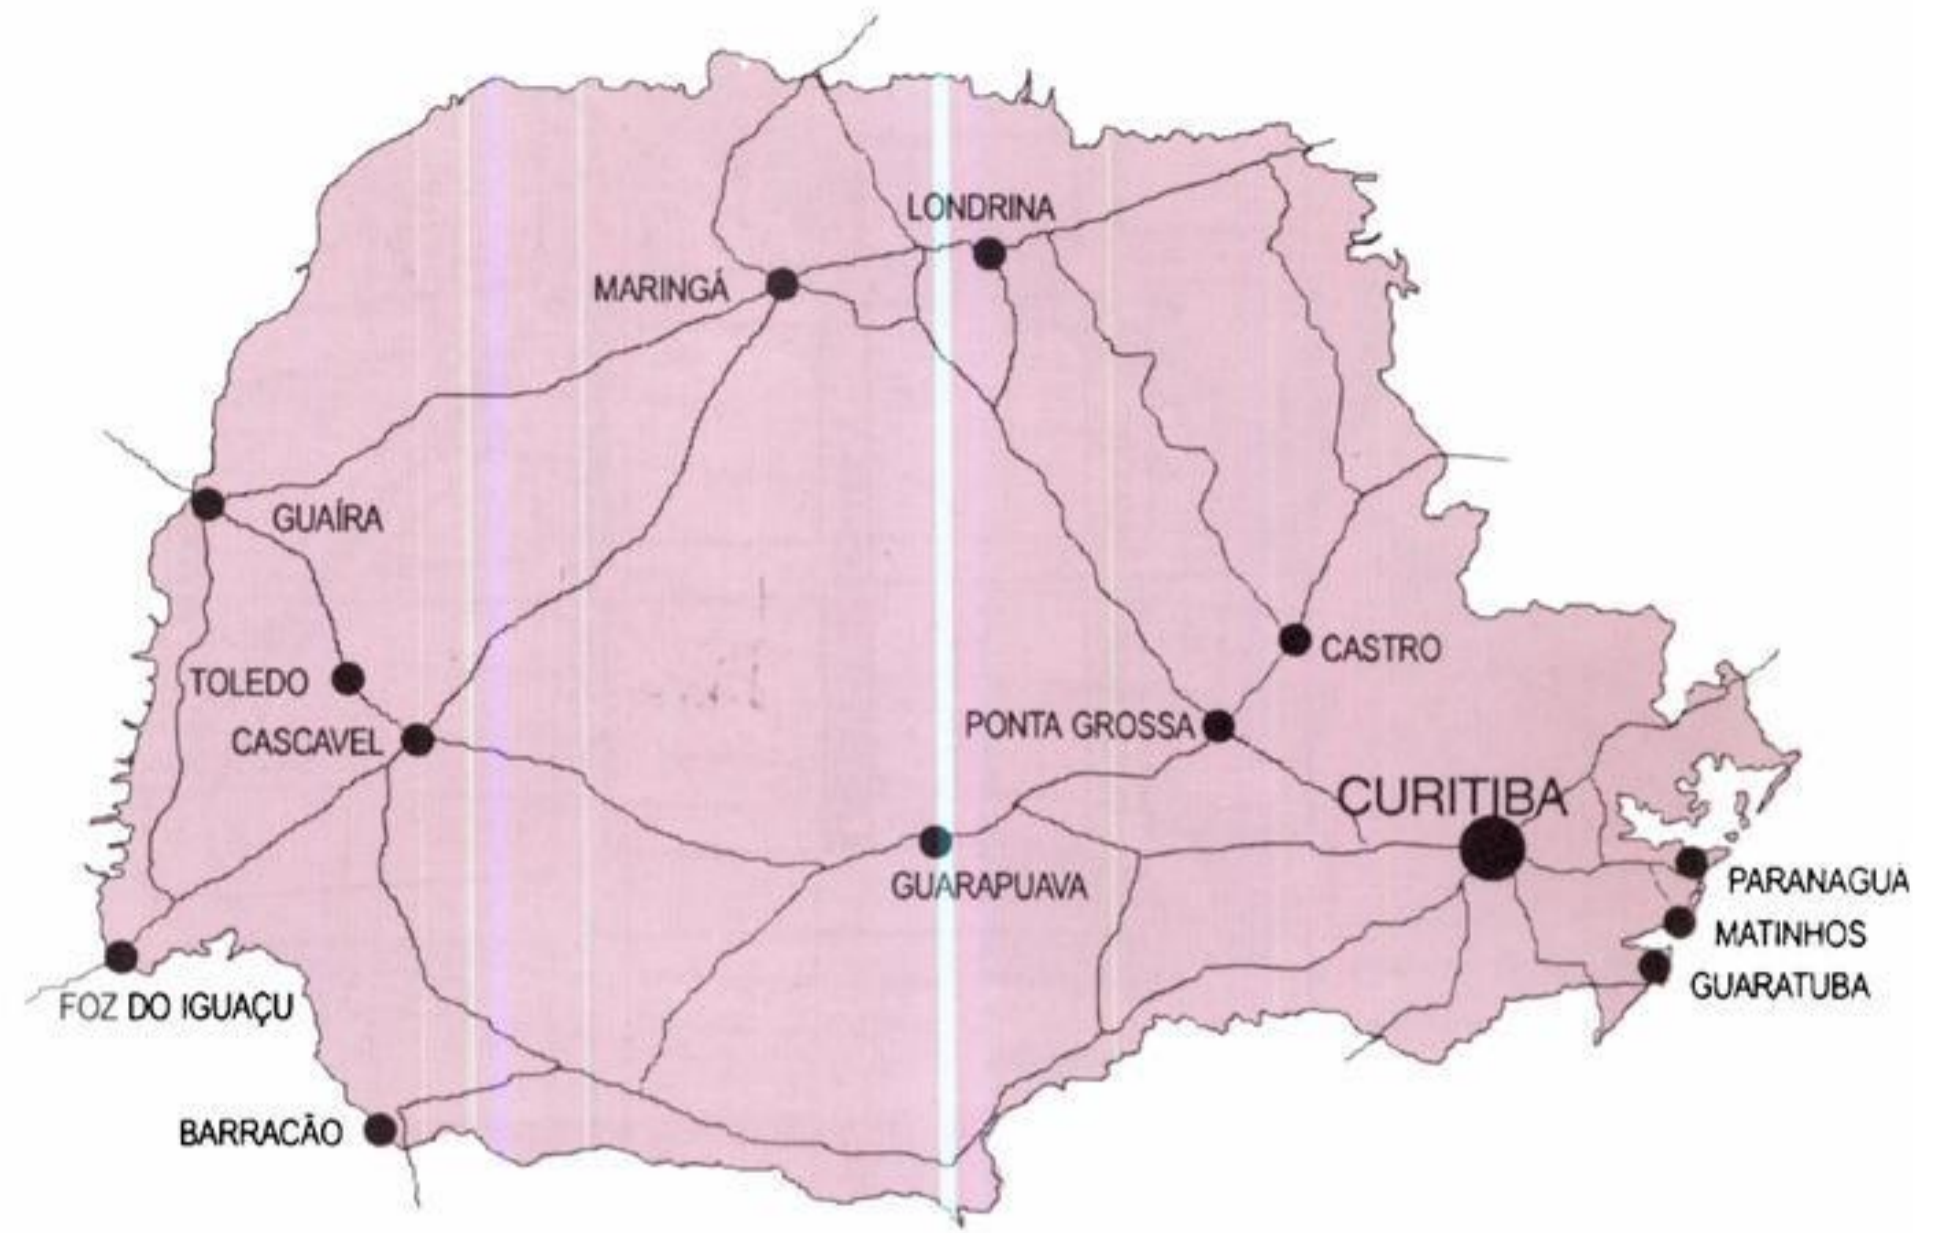 LONDRINA
MARINGÁ
GUAÍRA
CASTRO
TOLEDO
PONTA GROSSA
CASCAVEL
CURITIBA
PARANAGUÁ
GUARAPUAVA
MATINHOS
GUARATUBA
FOZ DO IGUAÇU
BARRACÃO